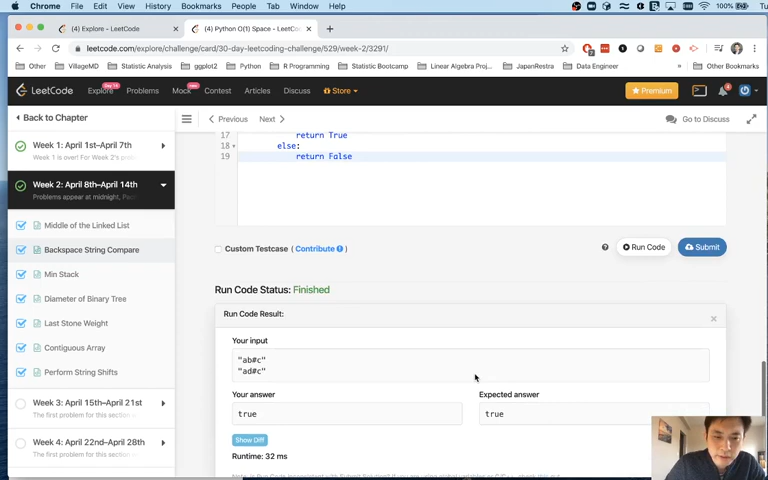 Chrome File Edit View History Bookmarks People Tab Window Help 100%
(4) Explore - LeetCode × (4) Python O(1) Space - LeetC ×
leetcode.com/explore/challenge/card/30-day-leetcoding-challenge/529/week-2/3291/
Other VillageMD Statistic Analysis ggplot2 Python R Programming Statistic Bootcamp Linear Algebra Proj... JapanRestra Data Engineer » Other Bookmarks
LeetCode Explore Problems Mock Contest Articles Discuss Store Premium
Back to Chapter
Previous Next Go to Discuss
Week 1: April 1st–April 7th
Week 1 is over! For Week 2's prob
Week 2: April 8th–April 14th
Problems appear at midnight, Pac
Middle of the Linked List
Backspace String Compare
Min Stack
Diameter of Binary Tree
Last Stone Weight
Contiguous Array
Perform String Shifts
Week 3: April 15th–April 21st
The first problem for this section
Week 4: April 22nd–April 28th
The first problem for this section
17 return True
18 else:
19 return False
Custom Testcase ( Contribute )
Run Code Submit
Run Code Status: Finished
Run Code Result: ×
Your input
"ab#c"
"ad#c"
Your answer Expected answer
true true
Show Diff
Runtime: 32 ms